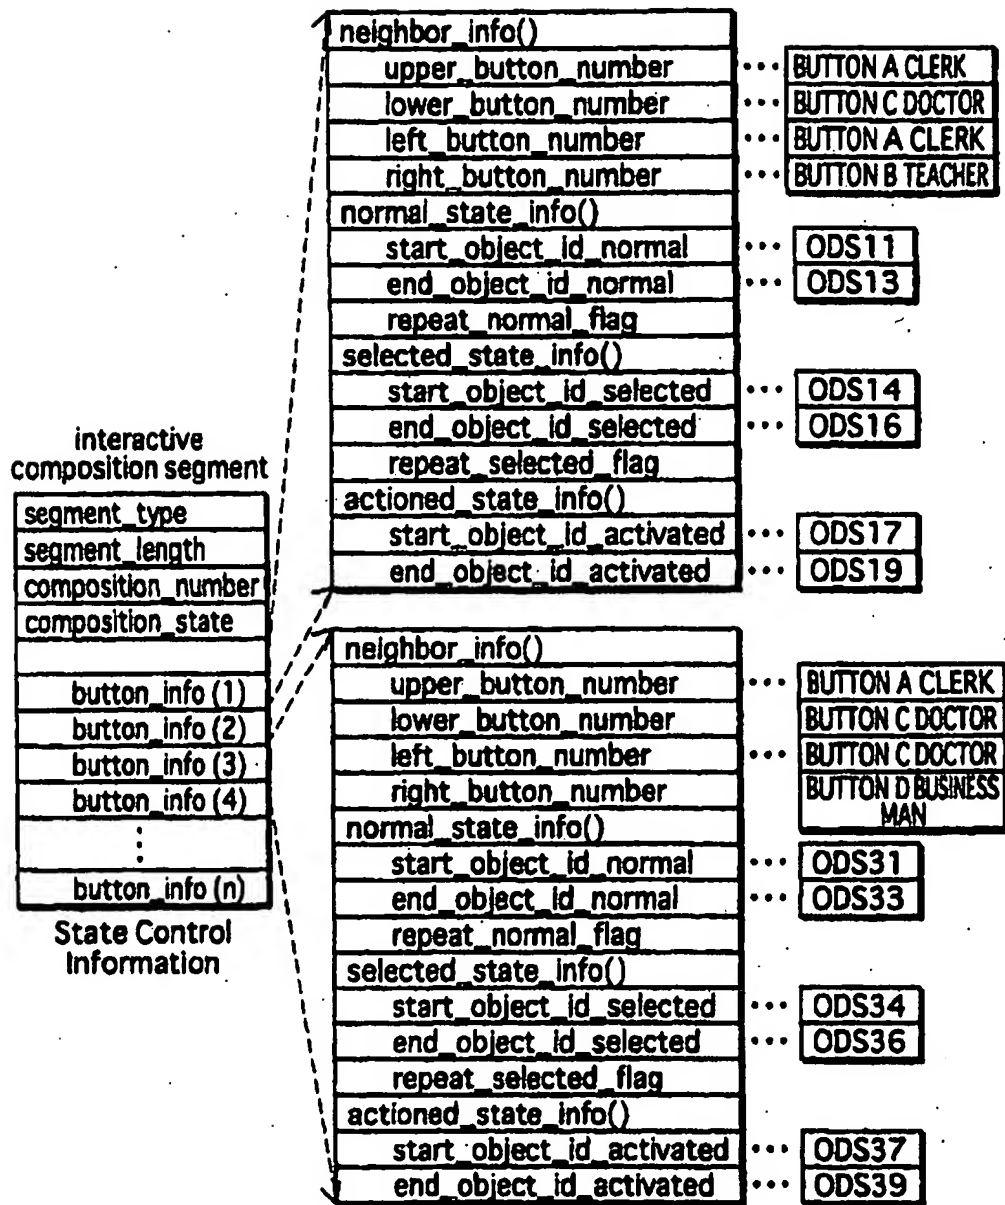 interactive
composition segment
segment_type
segment_length
composition_number
composition_state
button_info (1)
button_info (2)
button_info (3)
button_info (4)
⋮
button_info (n)
State Control
Information
neighbor_info()
upper_button_number ··· BUTTON A CLERK
lower_button_number ··· BUTTON C DOCTOR
left_button_number ··· BUTTON A CLERK
right_button_number ··· BUTTON B TEACHER
normal_state_info()
start_object_id_normal ··· ODS11
end_object_id_normal ··· ODS13
repeat_normal_flag
selected_state_info()
start_object_id_selected ··· ODS14
end_object_id_selected ··· ODS16
repeat_selected_flag
actioned_state_info()
start_object_id_activated ··· ODS17
end_object_id_activated ··· ODS19
neighbor_info()
upper_button_number ··· BUTTON A CLERK
lower_button_number BUTTON C DOCTOR
left_button_number ··· BUTTON C DOCTOR
right_button_number BUTTON D BUSINESS
MAN
normal_state_info()
start_object_id_normal ··· ODS31
end_object_id_normal ··· ODS33
repeat_normal_flag
selected_state_info()
start_object_id_selected ··· ODS34
end_object_id_selected ··· ODS36
repeat_selected_flag
actioned_state_info()
start_object_id_activated ··· ODS37
end_object_id_activated ··· ODS39